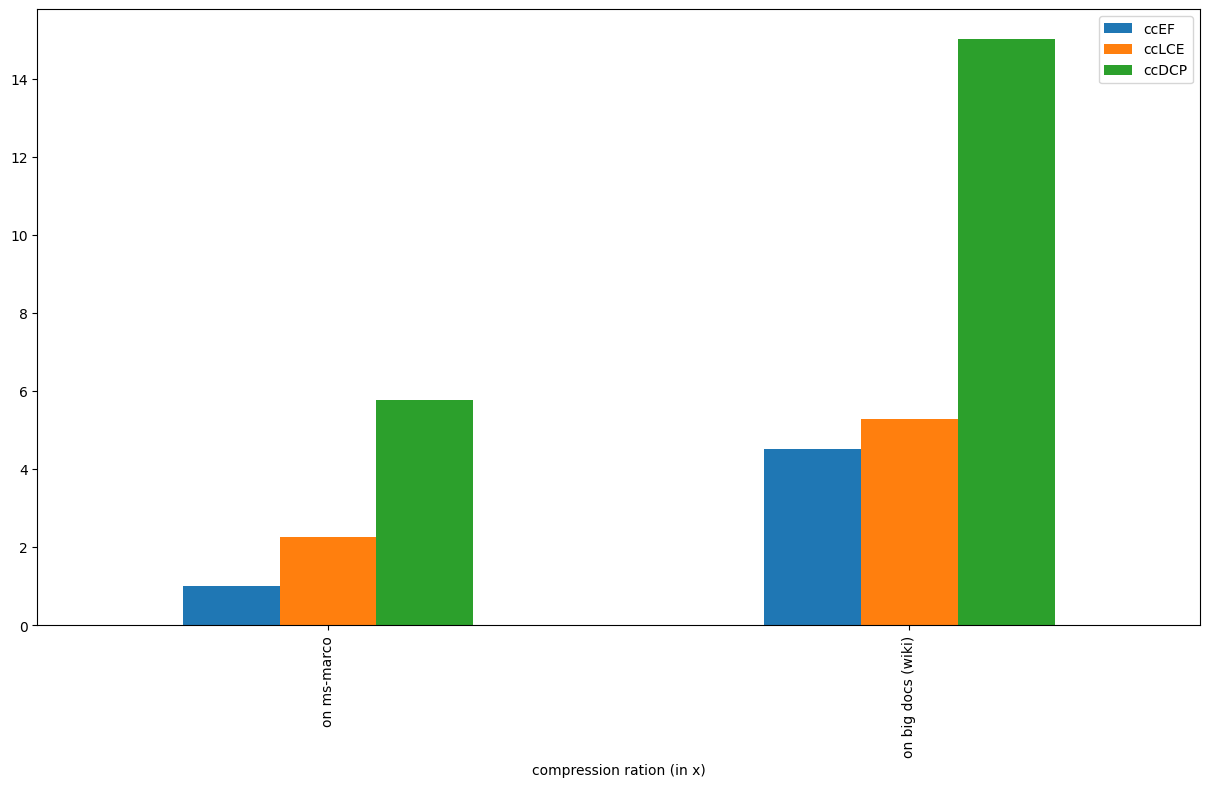 ccEF
ccLCE
ccDCP
14
12
10
8
6
4
2
0
on ms-marco
on big docs (wiki)
compression ration (in x)